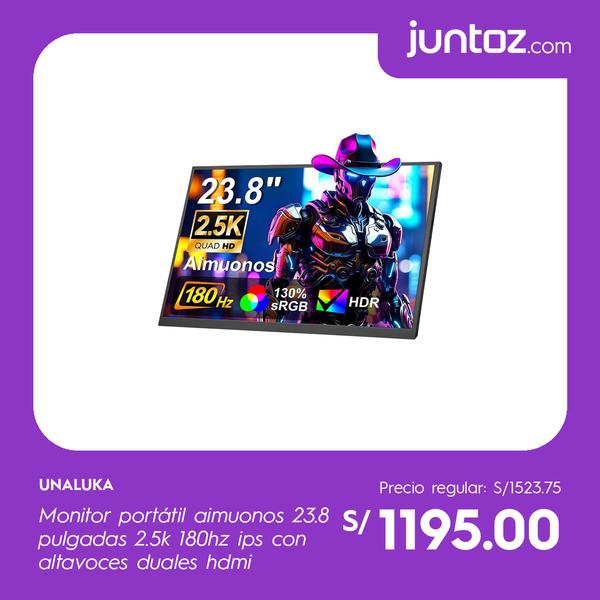 juntoz.com
23.8"
2.5K
QUAD HD
Aimuonos
180Hz
130%
sRGB
HDR
UNALUKA
Precio regular: S/1523.75
Monitor portátil aimuonos 23.8
pulgadas 2.5k 180hz ips con
altavoces duales hdmi
S/ 1195.00